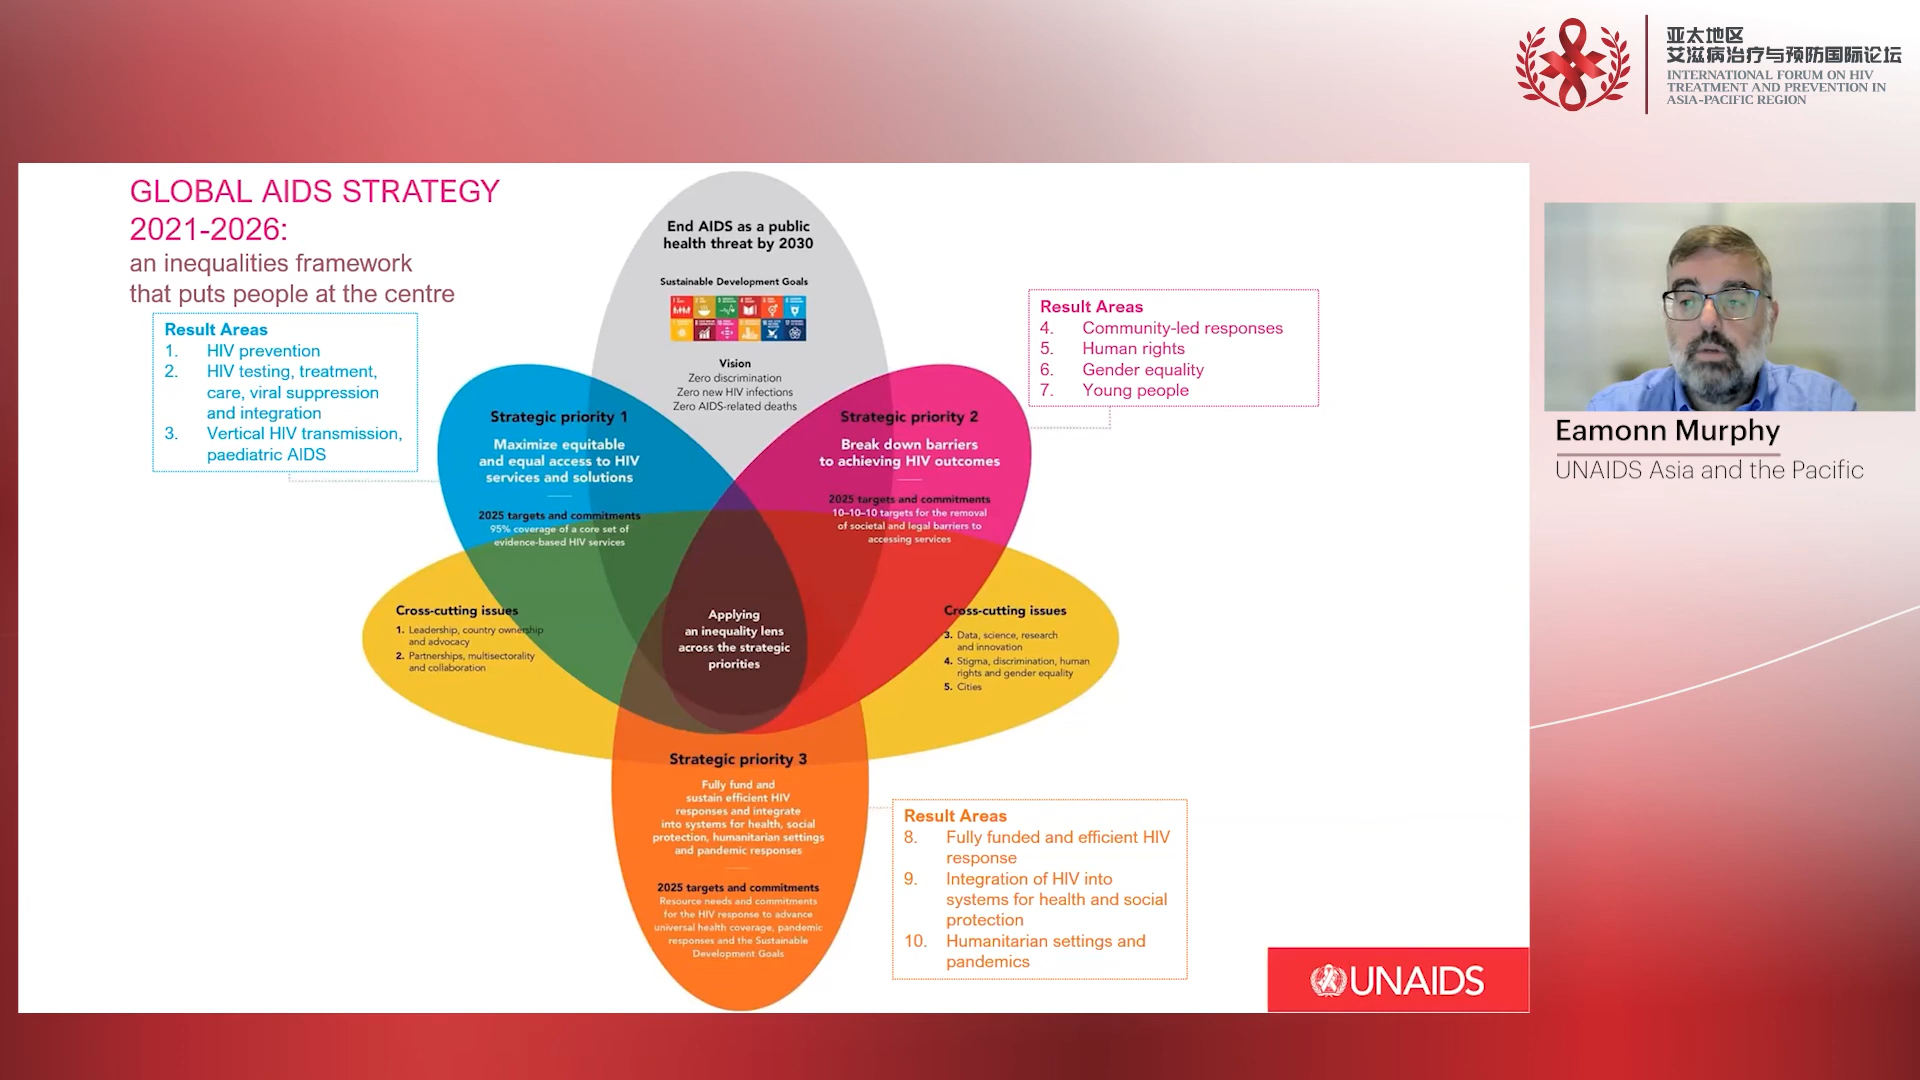 亚太地区
艾滋病治疗与预防国际论坛
INTERNATIONAL FORUM ON HIV
TREATMENT AND PREVENTION IN
ASIA-PACIFIC REGION
GLOBAL AIDS STRATEGY
2021-2026:
an inequalities framework
that puts people at the centre
Result Areas
1. HIV prevention
2. HIV testing, treatment,
care, viral suppression
and integration
3. Vertical HIV transmission,
paediatric AIDS
End AIDS as a public
health threat by 2030
Sustainable Development Goals
Vision
Zero discrimination
Zero new HIV infections
Zero AIDS-related deaths
Result Areas
4. Community-led responses
5. Human rights
6. Gender equality
7. Young people
Strategic priority 1
Maximize equitable
and equal access to HIV
services and solutions
2025 targets and commitments
95% coverage of a core set of
evidence-based HIV services
Strategic priority 2
Break down barriers
to achieving HIV outcomes
2025 targets and commitments
10–10–10 targets for the removal
of societal and legal barriers to
accessing services
Cross-cutting issues
1. Leadership, country ownership
and advocacy
2. Partnerships, multisectorality
and collaboration
Applying
an inequality lens
across the strategic
priorities
Cross-cutting issues
3. Data, science, research
and innovation
4. Stigma, discrimination, human
rights and gender equality
5. Cities
Strategic priority 3
Fully fund and
sustain efficient HIV
responses and integrate
into systems for health, social
protection, humanitarian settings
and pandemic responses
2025 targets and commitments
Resource needs and commitments
for the HIV response to advance
universal health coverage, pandemic
responses and the Sustainable
Development Goals
Result Areas
8. Fully funded and efficient HIV
response
9. Integration of HIV into
systems for health and social
protection
10. Humanitarian settings and
pandemics
UNAIDS
Eamonn Murphy
UNAIDS Asia and the Pacific